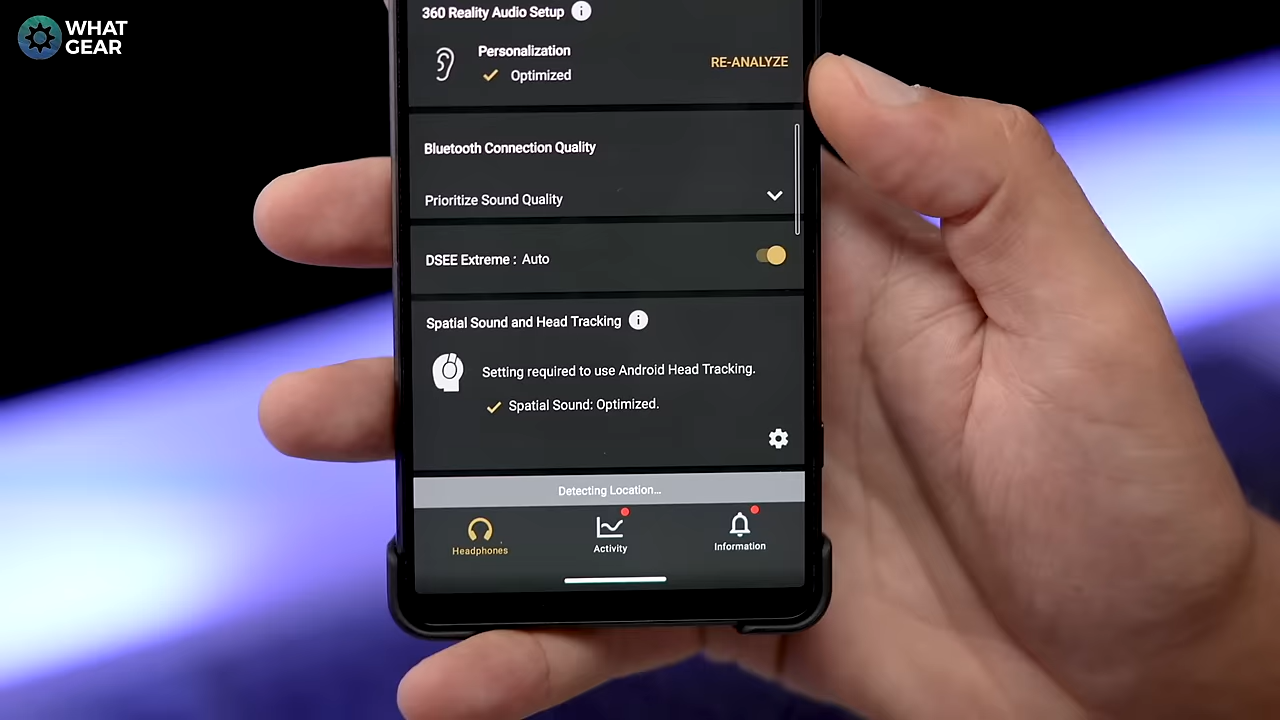 WHAT
GEAR
360 Reality Audio Setup
Personalization
Optimized
RE-ANALYZE
Bluetooth Connection Quality
Prioritize Sound Quality
DSEE Extreme : Auto
Spatial Sound and Head Tracking
Setting required to use Android Head Tracking.
Spatial Sound: Optimized.
Detecting Location...
Headphones
Activity
Information